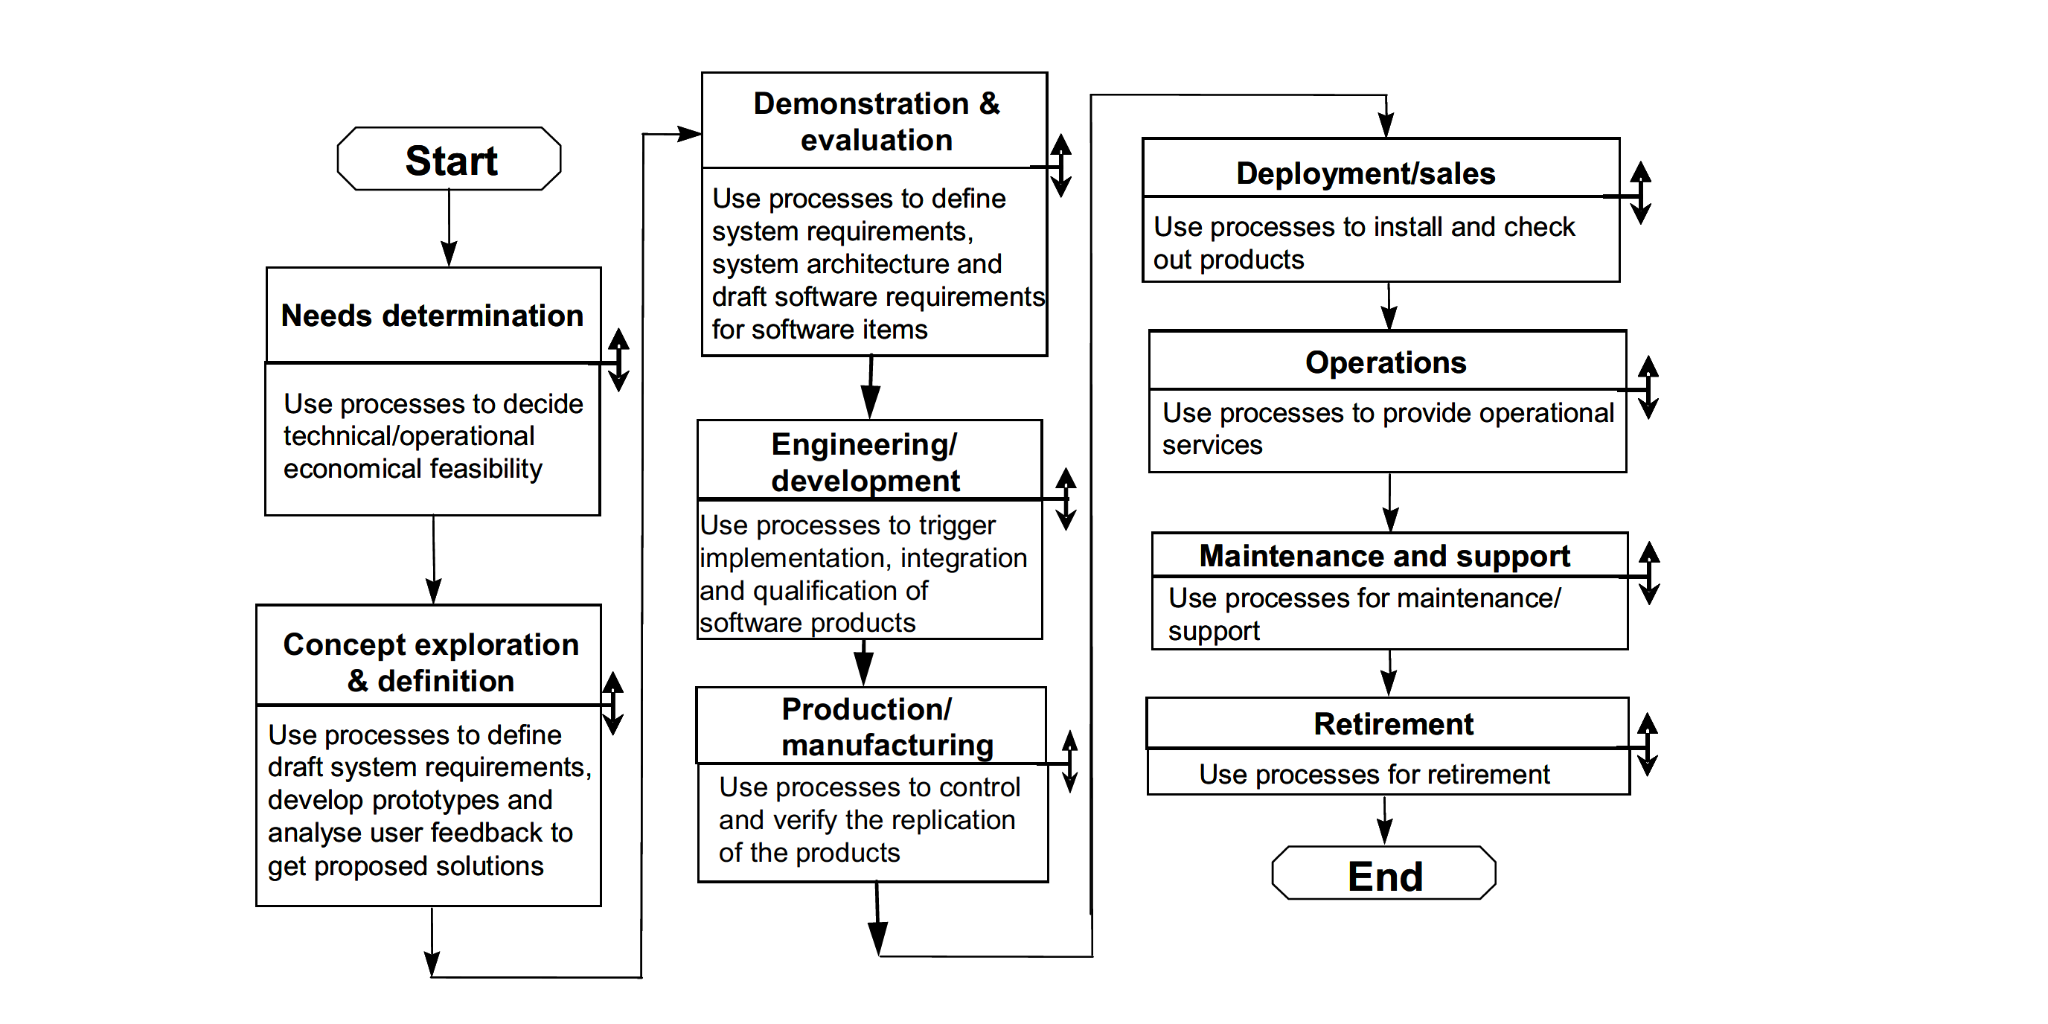 Start
Needs determination
Use processes to decide
technical/operational
economical feasibility
Concept exploration
& definition
Use processes to define
draft system requirements,
develop prototypes and
analyse user feedback to
get proposed solutions
Demonstration &
evaluation
Use processes to define
system requirements,
system architecture and
draft software requirements
for software items
Engineering/
development
Use processes to trigger
implementation, integration
and qualification of
software products
Production/
manufacturing
Use processes to control
and verify the replication
of the products
Deployment/sales
Use processes to install and check
out products
Operations
Use processes to provide operational
services
Maintenance and support
Use processes for maintenance/
support
Retirement
Use processes for retirement
End